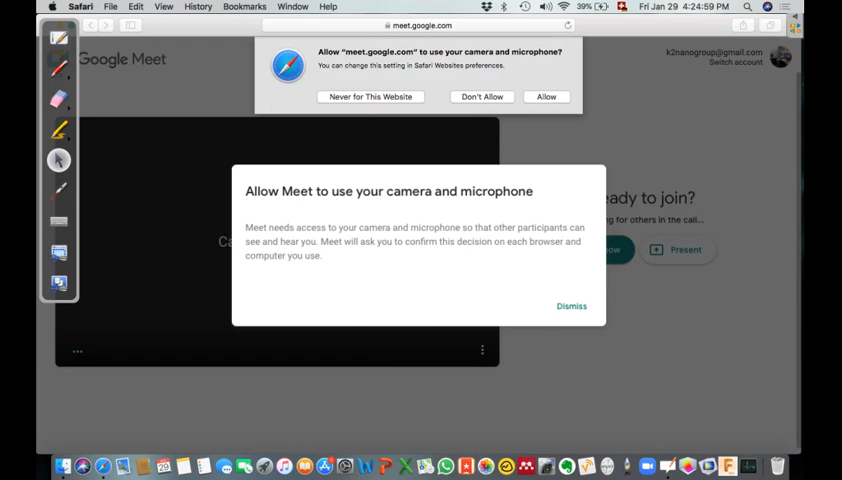 Safari File Edit View History Bookmarks Window Help 39% Fri Jan 29 4:24:59 PM
meet.google.com
Google Meet
k2nanogroup@gmail.com
Switch account
Allow "meet.google.com" to use your camera and microphone?
You can change this setting in Safari Websites preferences.
Never for This Website Don't Allow Allow
Allow Meet to use your camera and microphone
Meet needs access to your camera and microphone so that other participants can
see and hear you. Meet will ask you to confirm this decision on each browser and
computer you use.
Dismiss
eady to join?
ng for others in the call...
ow Present
Ca